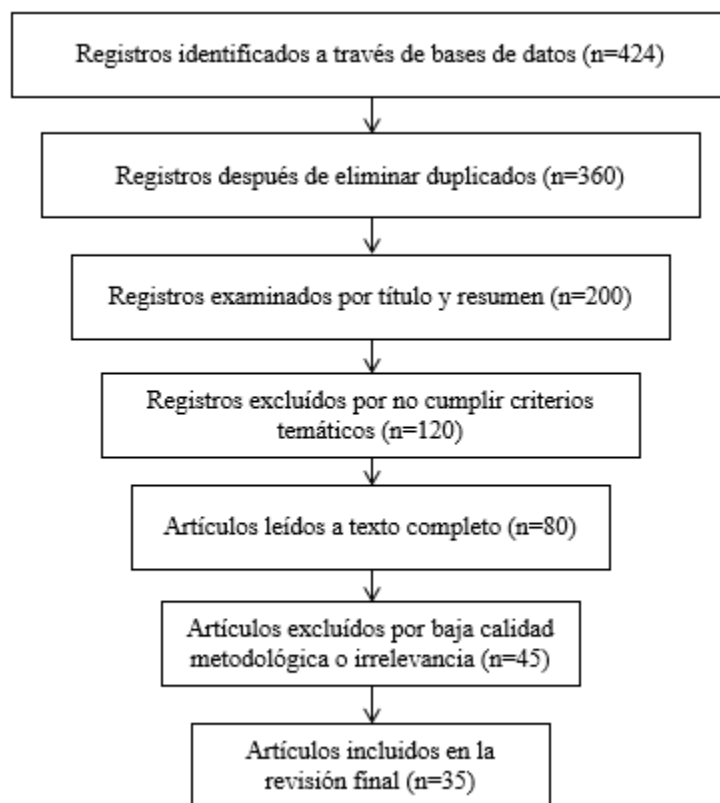 Registros identificados a través de bases de datos (n=424)
Registros después de eliminar duplicados (n=360)
Registros examinados por título y resumen (n=200)
Registros excluídos por no cumplir criterios
temáticos (n=120)
Artículos leídos a texto completo (n=80)
Artículos excluídos por baja calidad
metodológica o irrelevancia (n=45)
Artículos incluidos en la
revisión final (n=35)